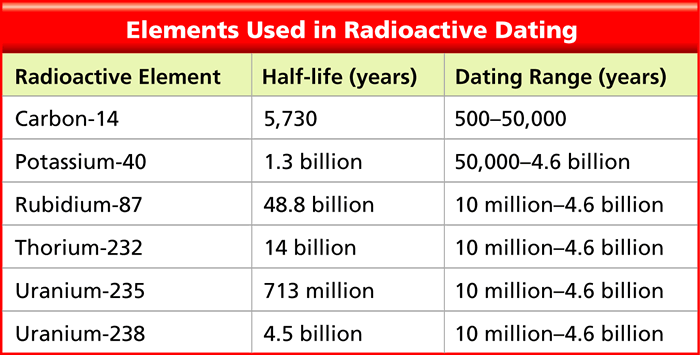 Elements Used in Radioactive Dating
Radioactive Element Half-life (years) Dating Range (years)
Carbon-14 5,730 500–50,000
Potassium-40 1.3 billion 50,000–4.6 billion
Rubidium-87 48.8 billion 10 million–4.6 billion
Thorium-232 14 billion 10 million–4.6 billion
Uranium-235 713 million 10 million–4.6 billion
Uranium-238 4.5 billion 10 million–4.6 billion